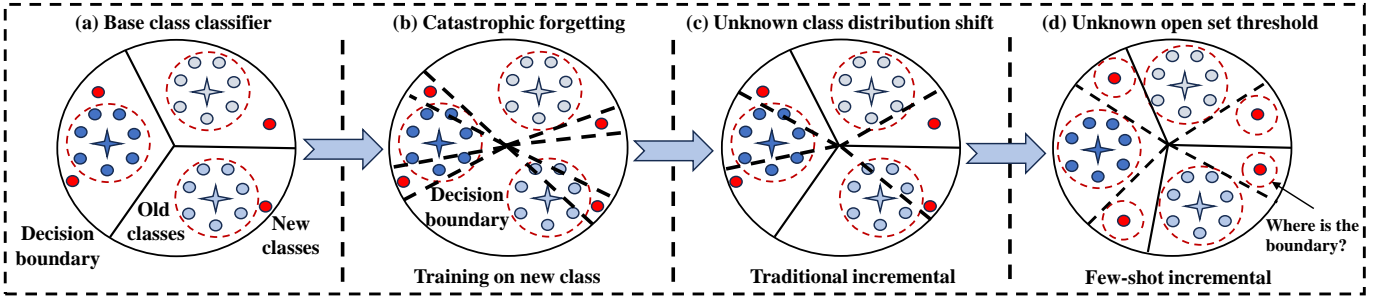 (a) Base class classifier
Old
classes
Decision
boundary
New
classes
(b) Catastrophic forgetting
Decision
boundary
Training on new class
(c) Unknown class distribution shift
Traditional incremental
(d) Unknown open set threshold
Where is the
boundary?
Few-shot incremental